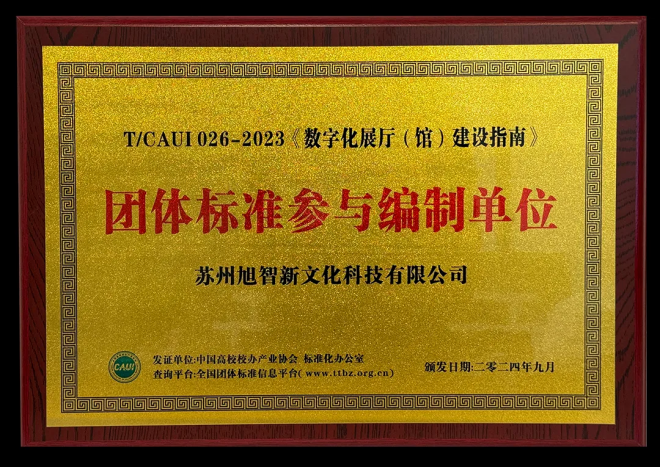 T/CAUI 026-2023《数字化展厅（馆）建设指南》
团体标准参与编制单位
苏州旭智新文化科技有限公司
CAUI
发证单位:中国高校校办产业协会 标准化办公室
查询平台:全国团体标准信息平台( www.ttbz.org.cn)
颁发日期:二零二四年九月